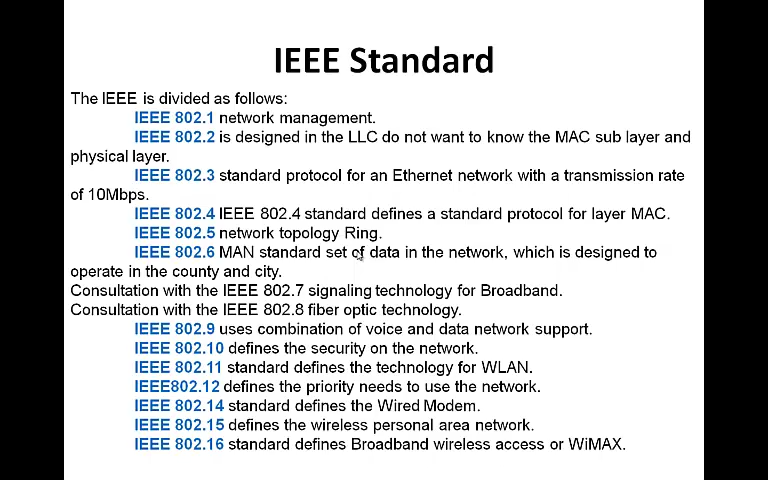 IEEE Standard
The IEEE is divided as follows:
IEEE 802.1 network management.
IEEE 802.2 is designed in the LLC do not want to know the MAC sub layer and
physical layer.
IEEE 802.3 standard protocol for an Ethernet network with a transmission rate
of 10Mbps.
IEEE 802.4 IEEE 802.4 standard defines a standard protocol for layer MAC.
IEEE 802.5 network topology Ring.
IEEE 802.6 MAN standard set of data in the network, which is designed to
operate in the county and city.
Consultation with the IEEE 802.7 signaling technology for Broadband.
Consultation with the IEEE 802.8 fiber optic technology.
IEEE 802.9 uses combination of voice and data network support.
IEEE 802.10 defines the security on the network.
IEEE 802.11 standard defines the technology for WLAN.
IEEE802.12 defines the priority needs to use the network.
IEEE 802.14 standard defines the Wired Modem.
IEEE 802.15 defines the wireless personal area network.
IEEE 802.16 standard defines Broadband wireless access or WiMAX.